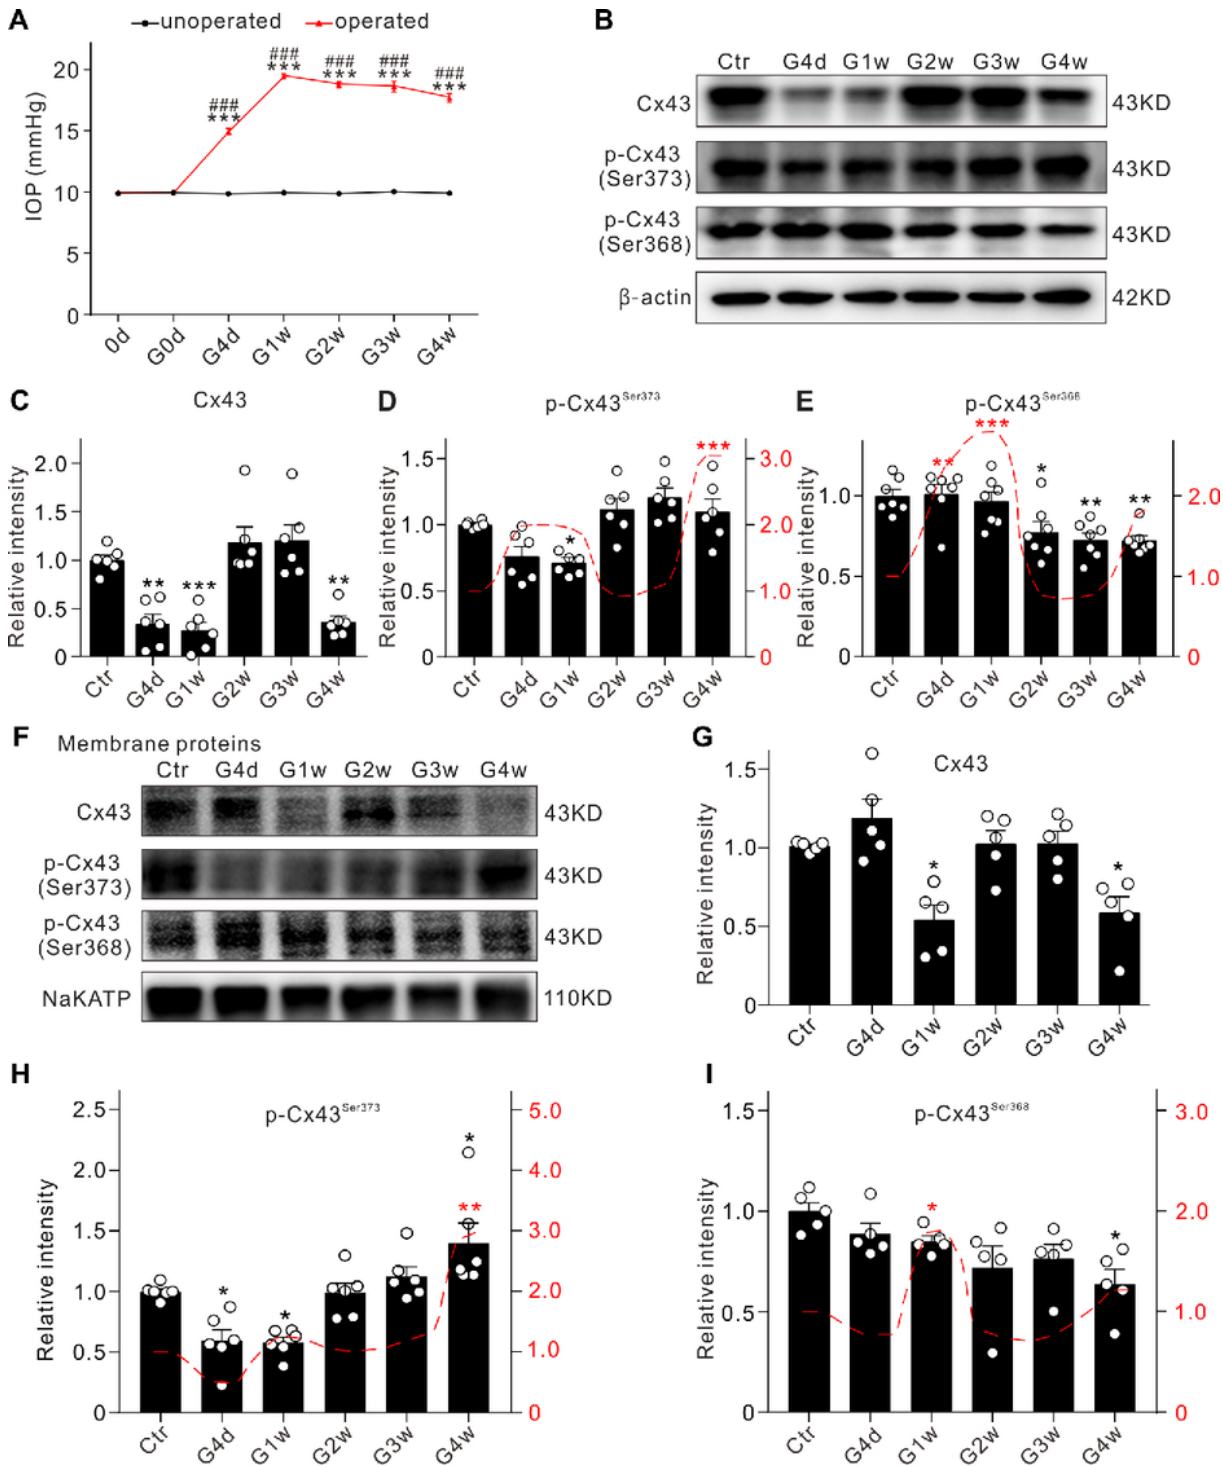 A
unoperated
operated
IOP (mmHg)
20
15
10
5
0
###
***
###
***
###
***
###
***
###
***
0d
G0d
G4d
G1w
G2w
G3w
G4w
B
Ctr G4d G1w G2w G3w G4w
Cx43 43KD
p-Cx43
(Ser373) 43KD
p-Cx43
(Ser368) 43KD
β-actin 42KD
C
Cx43
Relative intensity
2.0
1.5
1.0
0.5
0
**
***
**
Ctr
G4d
G1w
G2w
G3w
G4w
D
p-Cx43Ser373
Relative intensity
1.5
1.0
0.5
0
*
***
3.0
2.0
1.0
0
Ctr
G4d
G1w
G2w
G3w
G4w
E
p-Cx43Ser368
Relative intensity
1.0
0.5
0
**
***
*
**
**
2.0
1.0
0
Ctr
G4d
G1w
G2w
G3w
G4w
F
Membrane proteins
Ctr G4d G1w G2w G3w G4w
Cx43 43KD
p-Cx43
(Ser373) 43KD
p-Cx43
(Ser368) 43KD
NaKATP 110KD
G
Cx43
Relative intensity
1.5
1.0
0.5
0
*
*
Ctr
G4d
G1w
G2w
G3w
G4w
H
p-Cx43Ser373
Relative intensity
2.5
2.0
1.5
1.0
0.5
0
*
*
*
**
5.0
4.0
3.0
2.0
1.0
0
Ctr
G4d
G1w
G2w
G3w
G4w
I
p-Cx43Ser368
Relative intensity
1.5
1.0
0.5
0
*
*
3.0
2.0
1.0
0
Ctr
G4d
G1w
G2w
G3w
G4w